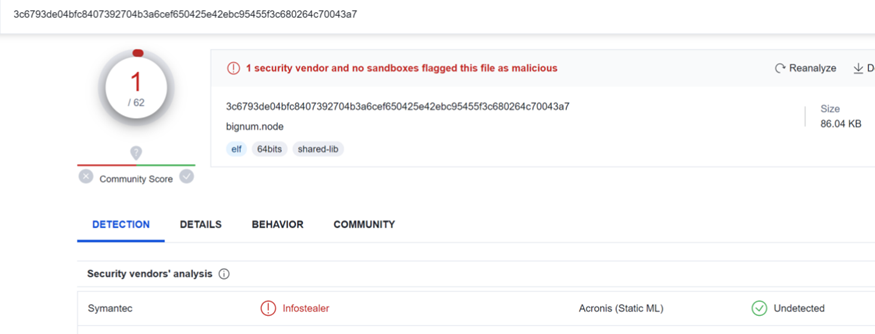 3c6793de04bfc8407392704b3a6cef650425e42ebc95455f3c680264c70043a7
1
/ 62
Community Score
1 security vendor and no sandboxes flagged this file as malicious
Reanalyze
3c6793de04bfc8407392704b3a6cef650425e42ebc95455f3c680264c70043a7
bignum.node
elf 64bits shared-lib
Size
86.04 KB
DETECTION DETAILS BEHAVIOR COMMUNITY
Security vendors' analysis
Symantec Infostealer Acronis (Static ML) Undetected